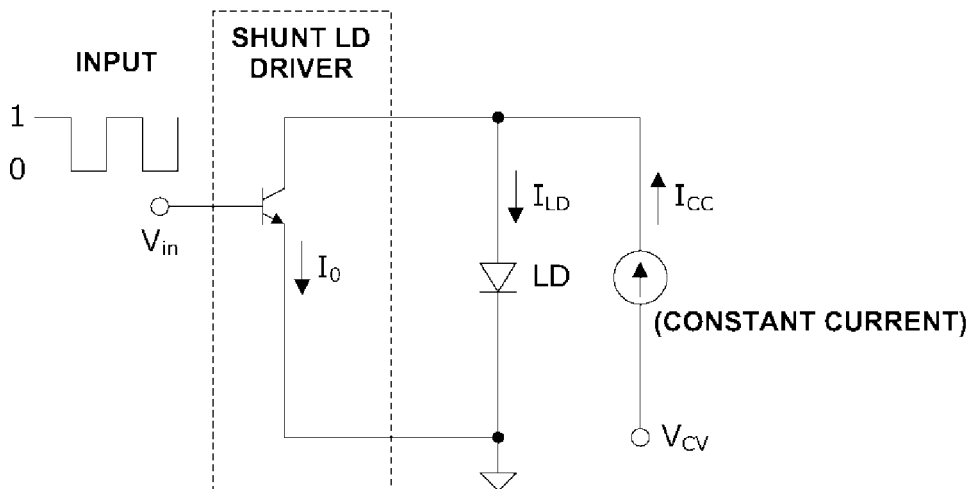 SHUNT LD
DRIVER
INPUT
1
0
V_in
I_0
I_LD
I_CC
LD
(CONSTANT CURRENT)
V_CV